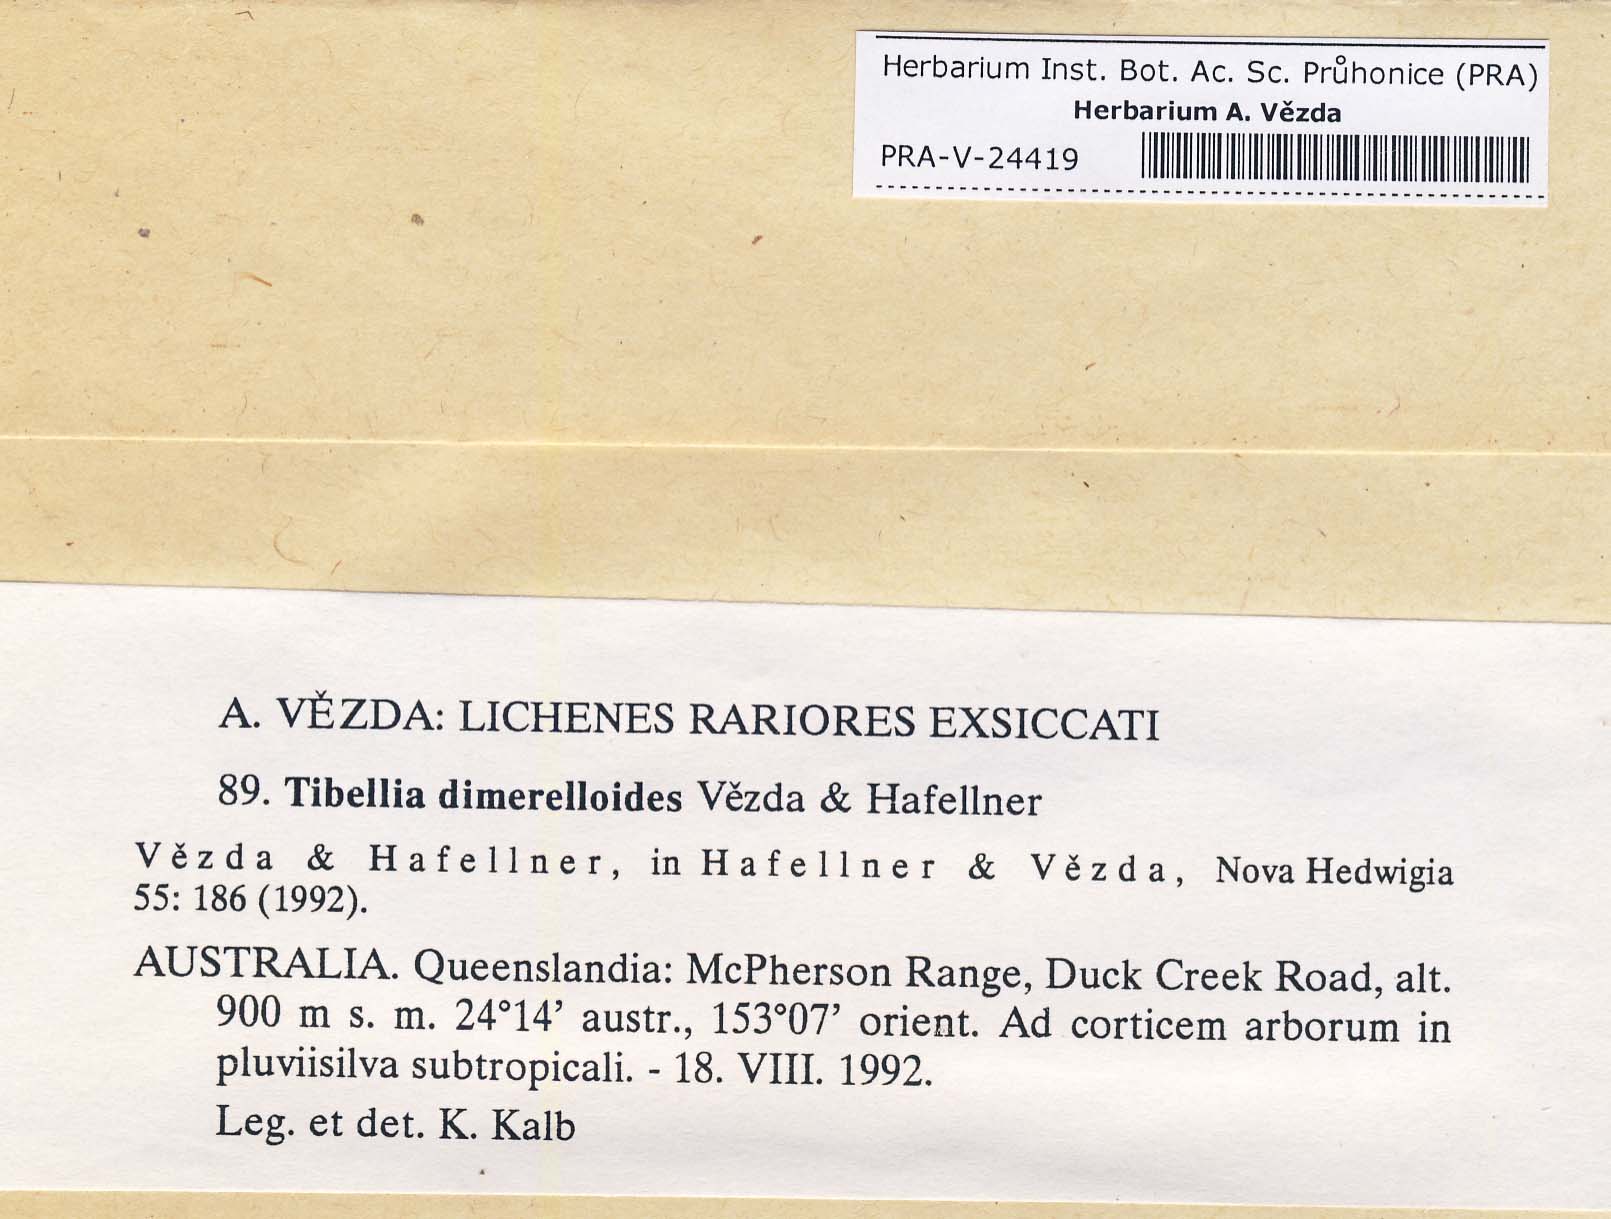 Herbarium Inst. Bot. Ac. Sc. Průhonice (PRA)
Herbarium A. Vězda
PRA-V-24419
A. VĚZDA: LICHENES RARIORES EXSICCATI
89. Tibellia dimerelloides Vězda & Hafellner
Vězda & Hafellner, in Hafellner & Vězda, Nova Hedwigia
55: 186 (1992).
AUSTRALIA. Queenslandia: McPherson Range, Duck Creek Road, alt.
900 m s. m. 24°14’ austr., 153°07’ orient. Ad corticem arborum in
pluviisilva subtropicali. - 18. VIII. 1992.
Leg. et det. K. Kalb